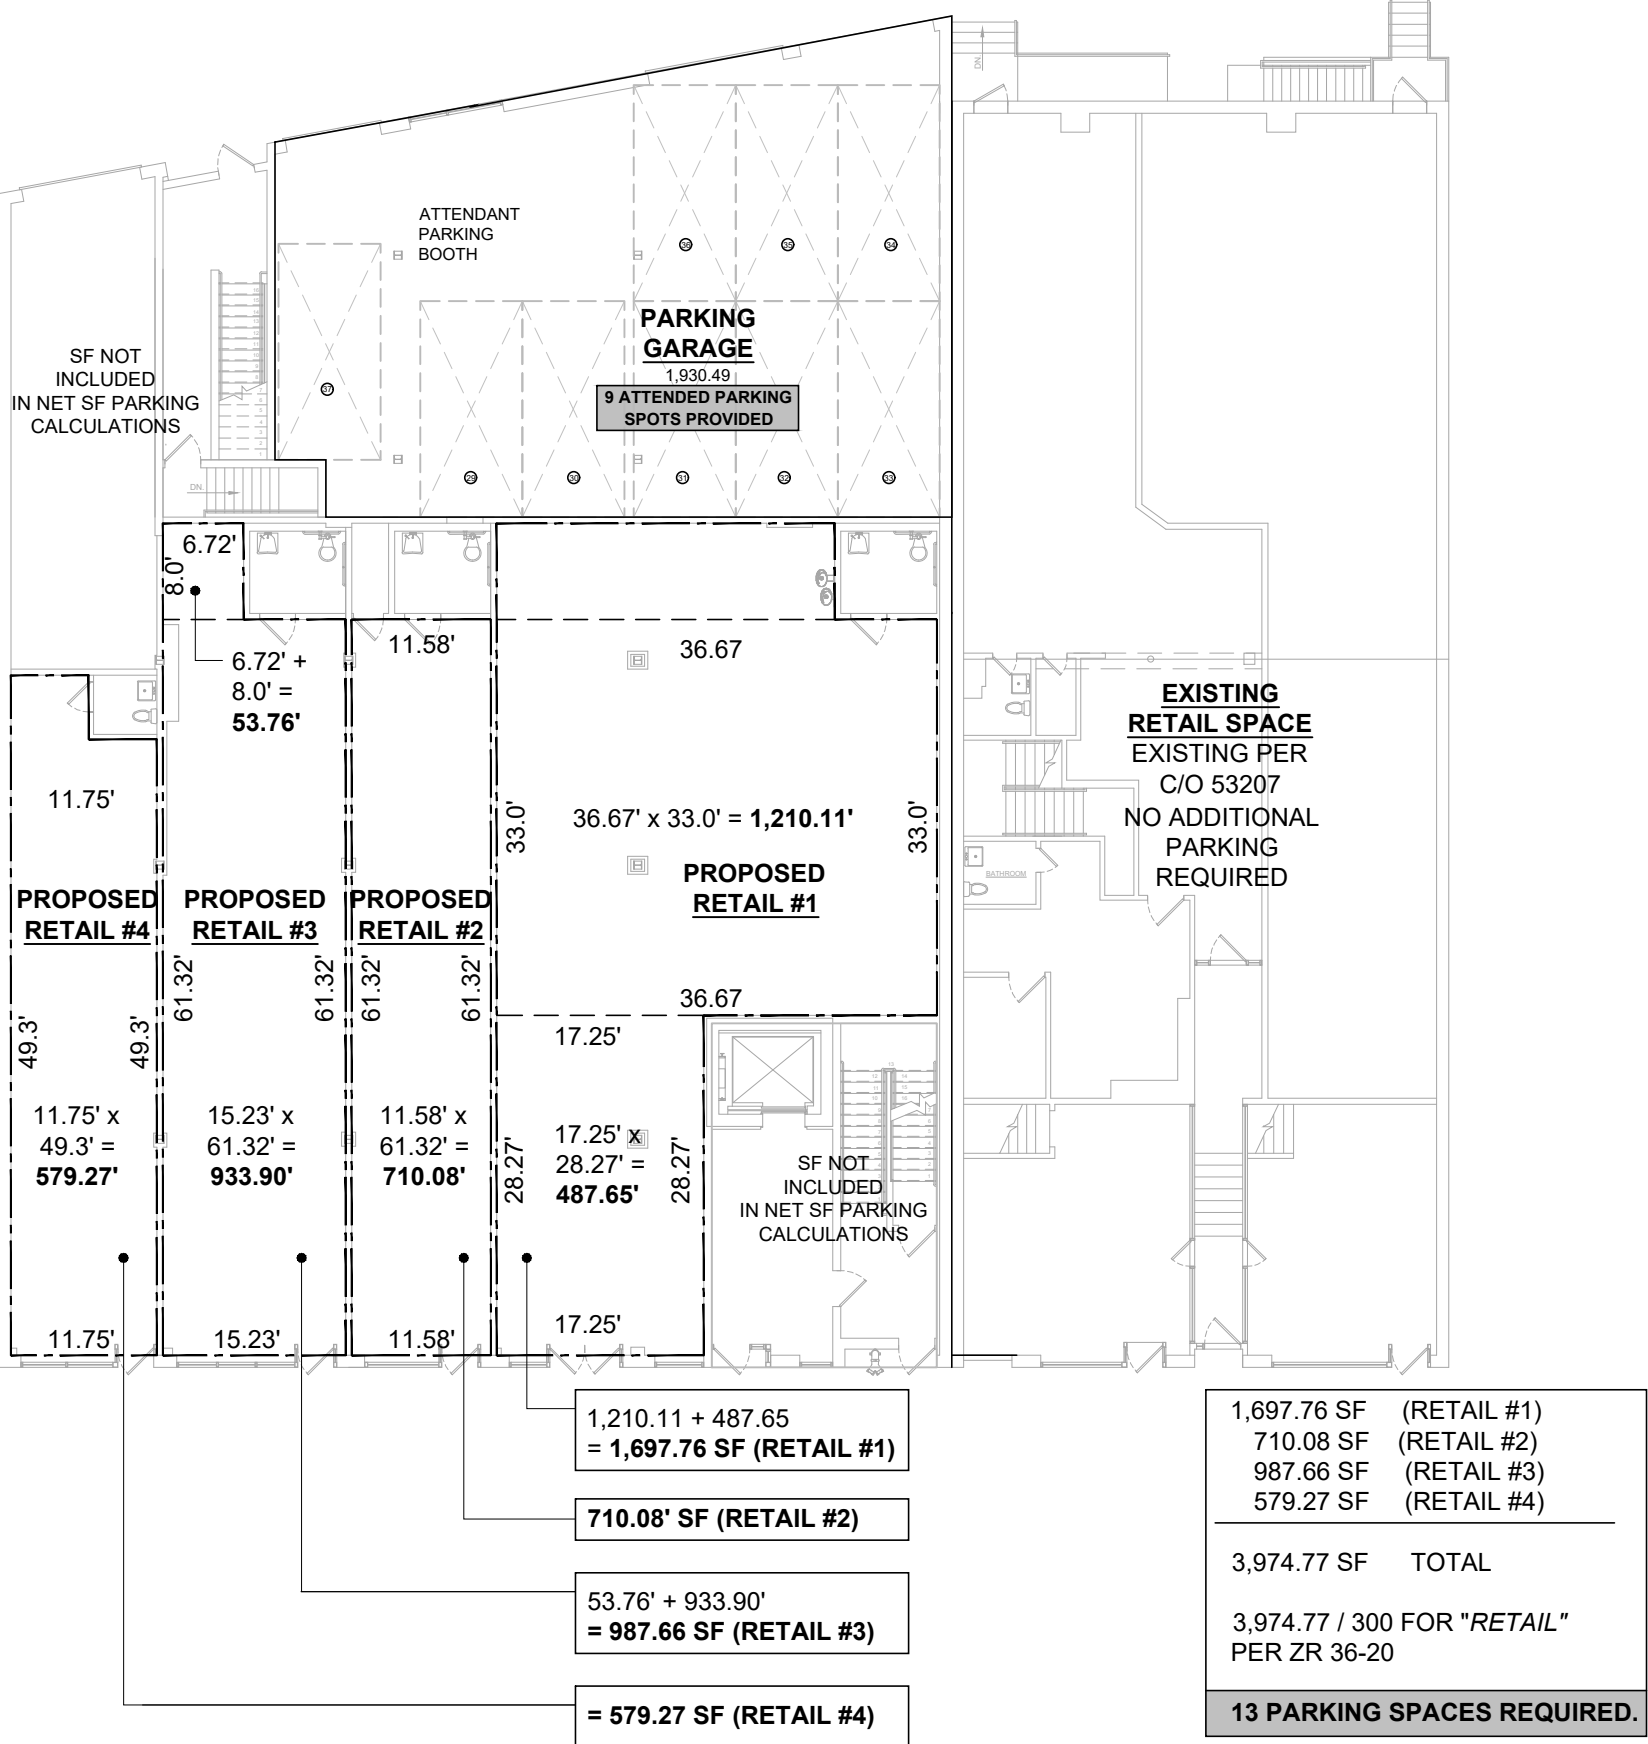 DN.
ATTENDANT
PARKING
BOOTH
36
35
34
PARKING
GARAGE
1,930.49
9 ATTENDED PARKING
SPOTS PROVIDED
37
29
30
31
32
33
SF NOT
INCLUDED
IN NET SF PARKING
CALCULATIONS
DN.
6.72'
8.0'
6.72' +
8.0' =
53.76'
11.58'
36.67
33.0'
33.0'
36.67' x 33.0' = 1,210.11'
PROPOSED
RETAIL #1
36.67
11.75'
PROPOSED
RETAIL #4
PROPOSED
RETAIL #3
PROPOSED
RETAIL #2
49.3'
49.3'
61.32'
61.32'
61.32'
61.32'
17.25'
11.75' x
49.3' =
579.27'
15.23' x
61.32' =
933.90'
11.58' x
61.32' =
710.08'
28.27'
17.25' x
28.27' =
487.65'
28.27'
SF NOT
INCLUDED
IN NET SF PARKING
CALCULATIONS
11.75'
15.23'
11.58'
17.25'
EXISTING
RETAIL SPACE
EXISTING PER
C/O 53207
NO ADDITIONAL
PARKING
REQUIRED
BATHROOM
1,210.11 + 487.65
= 1,697.76 SF (RETAIL #1)
710.08' SF (RETAIL #2)
53.76' + 933.90'
= 987.66 SF (RETAIL #3)
= 579.27 SF (RETAIL #4)
1,697.76 SF (RETAIL #1)
710.08 SF (RETAIL #2)
987.66 SF (RETAIL #3)
579.27 SF (RETAIL #4)
3,974.77 SF TOTAL
3,974.77 / 300 FOR "RETAIL"
PER ZR 36-20
13 PARKING SPACES REQUIRED.